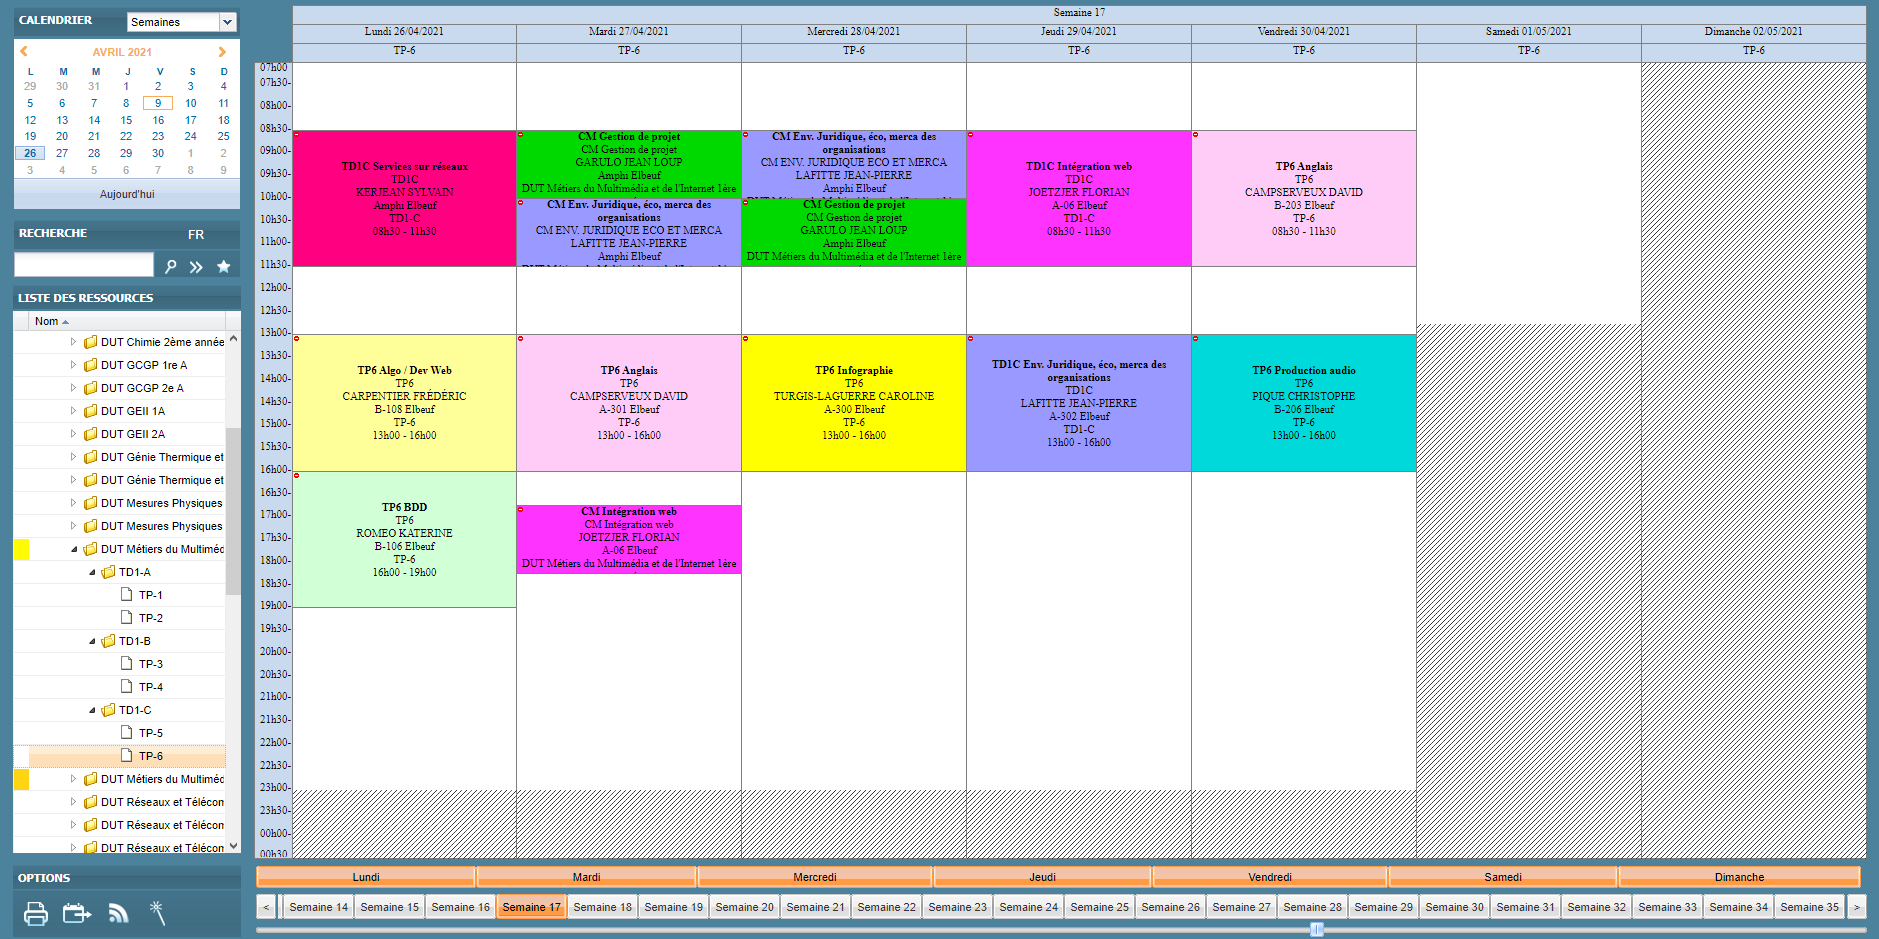 CALENDRIER
Semaines
AVRIL 2021
L M M J V S D
29 30 31 1 2 3 4
5 6 7 8 9 10 11
12 13 14 15 16 17 18
19 20 21 22 23 24 25
26 27 28 29 30 1 2
3 4 5 6 7 8 9
Aujourd'hui
RECHERCHE FR
LISTE DES RESSOURCES
Nom
DUT Chimie 2ème année
DUT GCGP 1re A
DUT GCGP 2e A
DUT GEII 1A
DUT GEII 2A
DUT Génie Thermique et
DUT Génie Thermique et
DUT Mesures Physiques
DUT Mesures Physiques
DUT Métiers du Multiméd
TD1-A
TP-1
TP-2
TD1-B
TP-3
TP-4
TD1-C
TP-5
TP-6
DUT Métiers du Multiméd
DUT Réseaux et Télécom
DUT Réseaux et Télécom
DUT Réseaux et Télécom
OPTIONS
Semaine 17
Lundi 26/04/2021 Mardi 27/04/2021 Mercredi 28/04/2021 Jeudi 29/04/2021 Vendredi 30/04/2021 Samedi 01/05/2021 Dimanche 02/05/2021
TP-6 TP-6 TP-6 TP-6 TP-6 TP-6 TP-6
07h00
07h30-
08h00-
08h30-
09h00-
09h30-
10h00-
10h30-
11h00-
11h30-
12h00-
12h30-
13h00-
13h30-
14h00-
14h30-
15h00-
15h30-
16h00-
16h30-
17h00-
17h30-
18h00-
18h30-
19h00-
19h30-
20h00-
20h30-
21h00-
21h30-
22h00-
22h30-
23h00-
23h30-
00h00-
00h30
TD1C Services sur réseaux
TD1C
KERJEAN SYLVAIN
Amphi Elbeuf
TD1-C
08h30 - 11h30
TP6 Algo / Dev Web
TP6
CARPENTIER FRÉDÉRIC
B-108 Elbeuf
TP-6
13h00 - 16h00
TP6 BDD
TP6
ROMEO KATERINE
B-106 Elbeuf
TP-6
16h00 - 19h00
CM Gestion de projet
CM Gestion de projet
GARULO JEAN LOUP
Amphi Elbeuf
DUT Métiers du Multimédia et de l'Internet 1ère
CM Env. Juridique, éco, merca des
organisations
CM ENV. JURIDIQUE ECO ET MERCA
LAFITTE JEAN-PIERRE
Amphi Elbeuf
DUT Métiers du Multimédia et de l'Internet 1ère
TP6 Anglais
TP6
CAMPSERVEUX DAVID
A-301 Elbeuf
TP-6
13h00 - 16h00
CM Intégration web
CM Intégration web
JOETZJER FLORIAN
A-06 Elbeuf
DUT Métiers du Multimédia et de l'Internet 1ère
CM Env. Juridique, éco, merca des
organisations
CM ENV. JURIDIQUE ECO ET MERCA
LAFITTE JEAN-PIERRE
Amphi Elbeuf
DUT Métiers du Multimédia et de l'Internet 1ère
CM Gestion de projet
CM Gestion de projet
GARULO JEAN LOUP
Amphi Elbeuf
DUT Métiers du Multimédia et de l'Internet 1ère
TP6 Infographie
TP6
TURGIS-LAGUERRE CAROLINE
A-300 Elbeuf
TP-6
13h00 - 16h00
TD1C Intégration web
TD1C
JOETZJER FLORIAN
A-06 Elbeuf
TD1-C
08h30 - 11h30
TD1C Env. Juridique, éco, merca des
organisations
TD1C
LAFITTE JEAN-PIERRE
A-302 Elbeuf
TD1-C
13h00 - 16h00
TP6 Anglais
TP6
CAMPSERVEUX DAVID
B-203 Elbeuf
TP-6
08h30 - 11h30
TP6 Production audio
TP6
PIQUE CHRISTOPHE
B-206 Elbeuf
TP-6
13h00 - 16h00
Lundi Mardi Mercredi Jeudi Vendredi Samedi Dimanche
< Semaine 14 Semaine 15 Semaine 16 Semaine 17 Semaine 18 Semaine 19 Semaine 20 Semaine 21 Semaine 22 Semaine 23 Semaine 24 Semaine 25 Semaine 26 Semaine 27 Semaine 28 Semaine 29 Semaine 30 Semaine 31 Semaine 32 Semaine 33 Semaine 34 Semaine 35 >